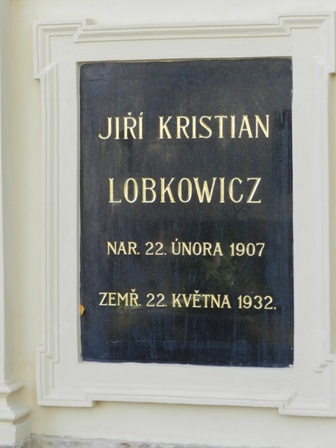 JIŘÍ KRISTIAN
LOBKOWICZ
NAR. 22. ÚNORA 1907
ZEMŘ. 22. KVĚTNA 1932.